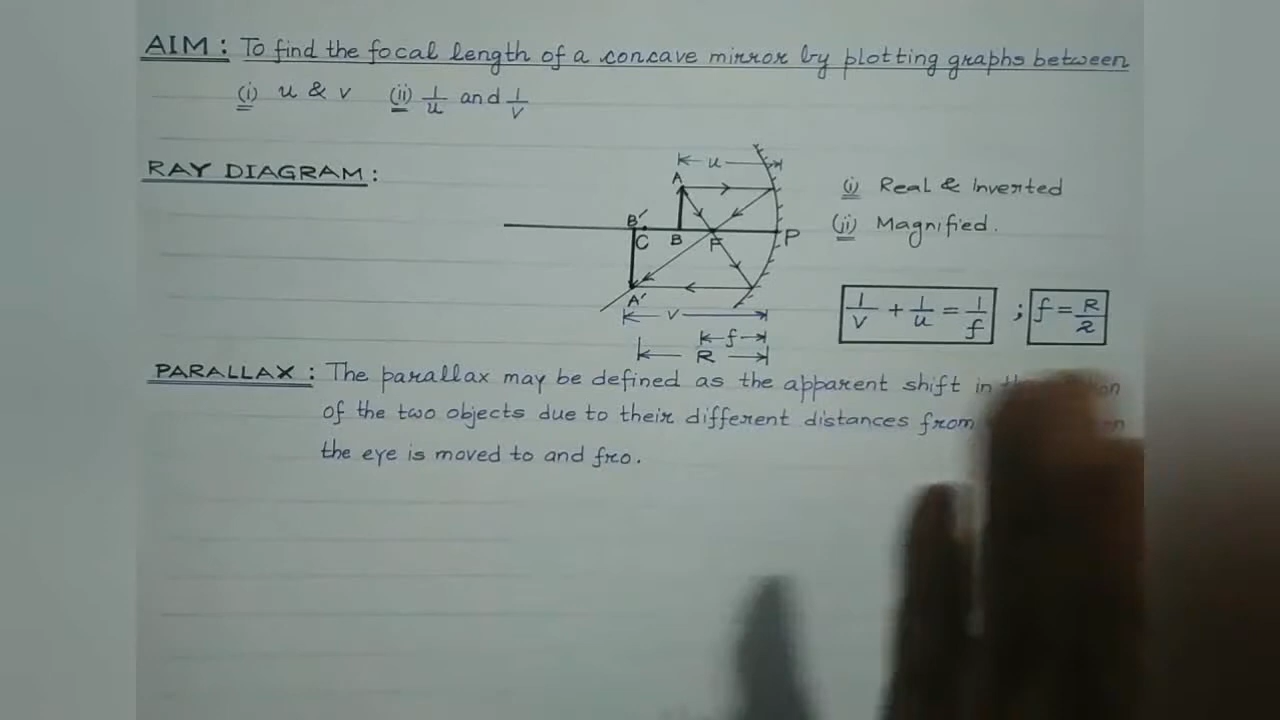 AIM : To find the focal length of a concave mirror by plotting graphs between
(i) u & v (ii) 1/u and 1/v
RAY DIAGRAM :
u
A
B' C B F P
A'
v
f
R
(i) Real & Inverted
(ii) Magnified.
1/v + 1/u = 1/f ; f = R/2
PARALLAX : The parallax may be defined as the apparent shift in
of the two objects due to their different distances from
the eye is moved to and fro.